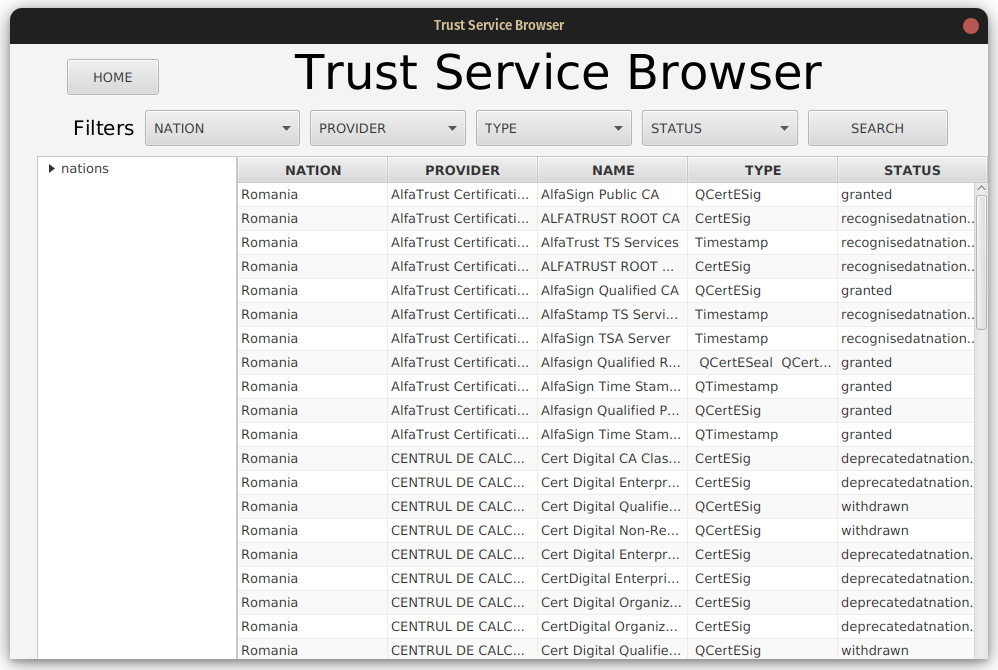 Trust Service Browser
HOME
Trust Service Browser
Filters NATION PROVIDER TYPE STATUS SEARCH
nations
NATION PROVIDER NAME TYPE STATUS
Romania AlfaTrust Certificati... AlfaSign Public CA QCertESig granted
Romania AlfaTrust Certificati... ALFATRUST ROOT CA CertESig recognisedatnation..
Romania AlfaTrust Certificati... AlfaTrust TS Services Timestamp recognisedatnation..
Romania AlfaTrust Certificati... ALFATRUST ROOT ... CertESig recognisedatnation..
Romania AlfaTrust Certificati... AlfaSign Qualified CA QCertESig granted
Romania AlfaTrust Certificati... AlfaStamp TS Servi... Timestamp recognisedatnation..
Romania AlfaTrust Certificati... AlfaSign TSA Server Timestamp recognisedatnation..
Romania AlfaTrust Certificati... Alfasign Qualified R... QCertESeal QCert... granted
Romania AlfaTrust Certificati... AlfaSign Time Stam... QTimestamp granted
Romania AlfaTrust Certificati... Alfasign Qualified P... QCertESig granted
Romania AlfaTrust Certificati... AlfaSign Time Stam... QTimestamp granted
Romania CENTRUL DE CALC... Cert Digital CA Clas... CertESig deprecatedatnation.
Romania CENTRUL DE CALC... Cert Digital Enterpr... CertESig deprecatedatnation.
Romania CENTRUL DE CALC... Cert Digital Qualifie... QCertESig withdrawn
Romania CENTRUL DE CALC... Cert Digital Non-Re... QCertESig withdrawn
Romania CENTRUL DE CALC... Cert Digital Enterpr... CertESig deprecatedatnation.
Romania CENTRUL DE CALC... CertDigital Enterpri... CertESig deprecatedatnation.
Romania CENTRUL DE CALC... Cert Digital Organiz... CertESig deprecatedatnation.
Romania CENTRUL DE CALC... CertDigital Organiz... CertESig deprecatedatnation.
Romania CENTRUL DE CALC... Cert Digital Qualifie... QCertESig withdrawn